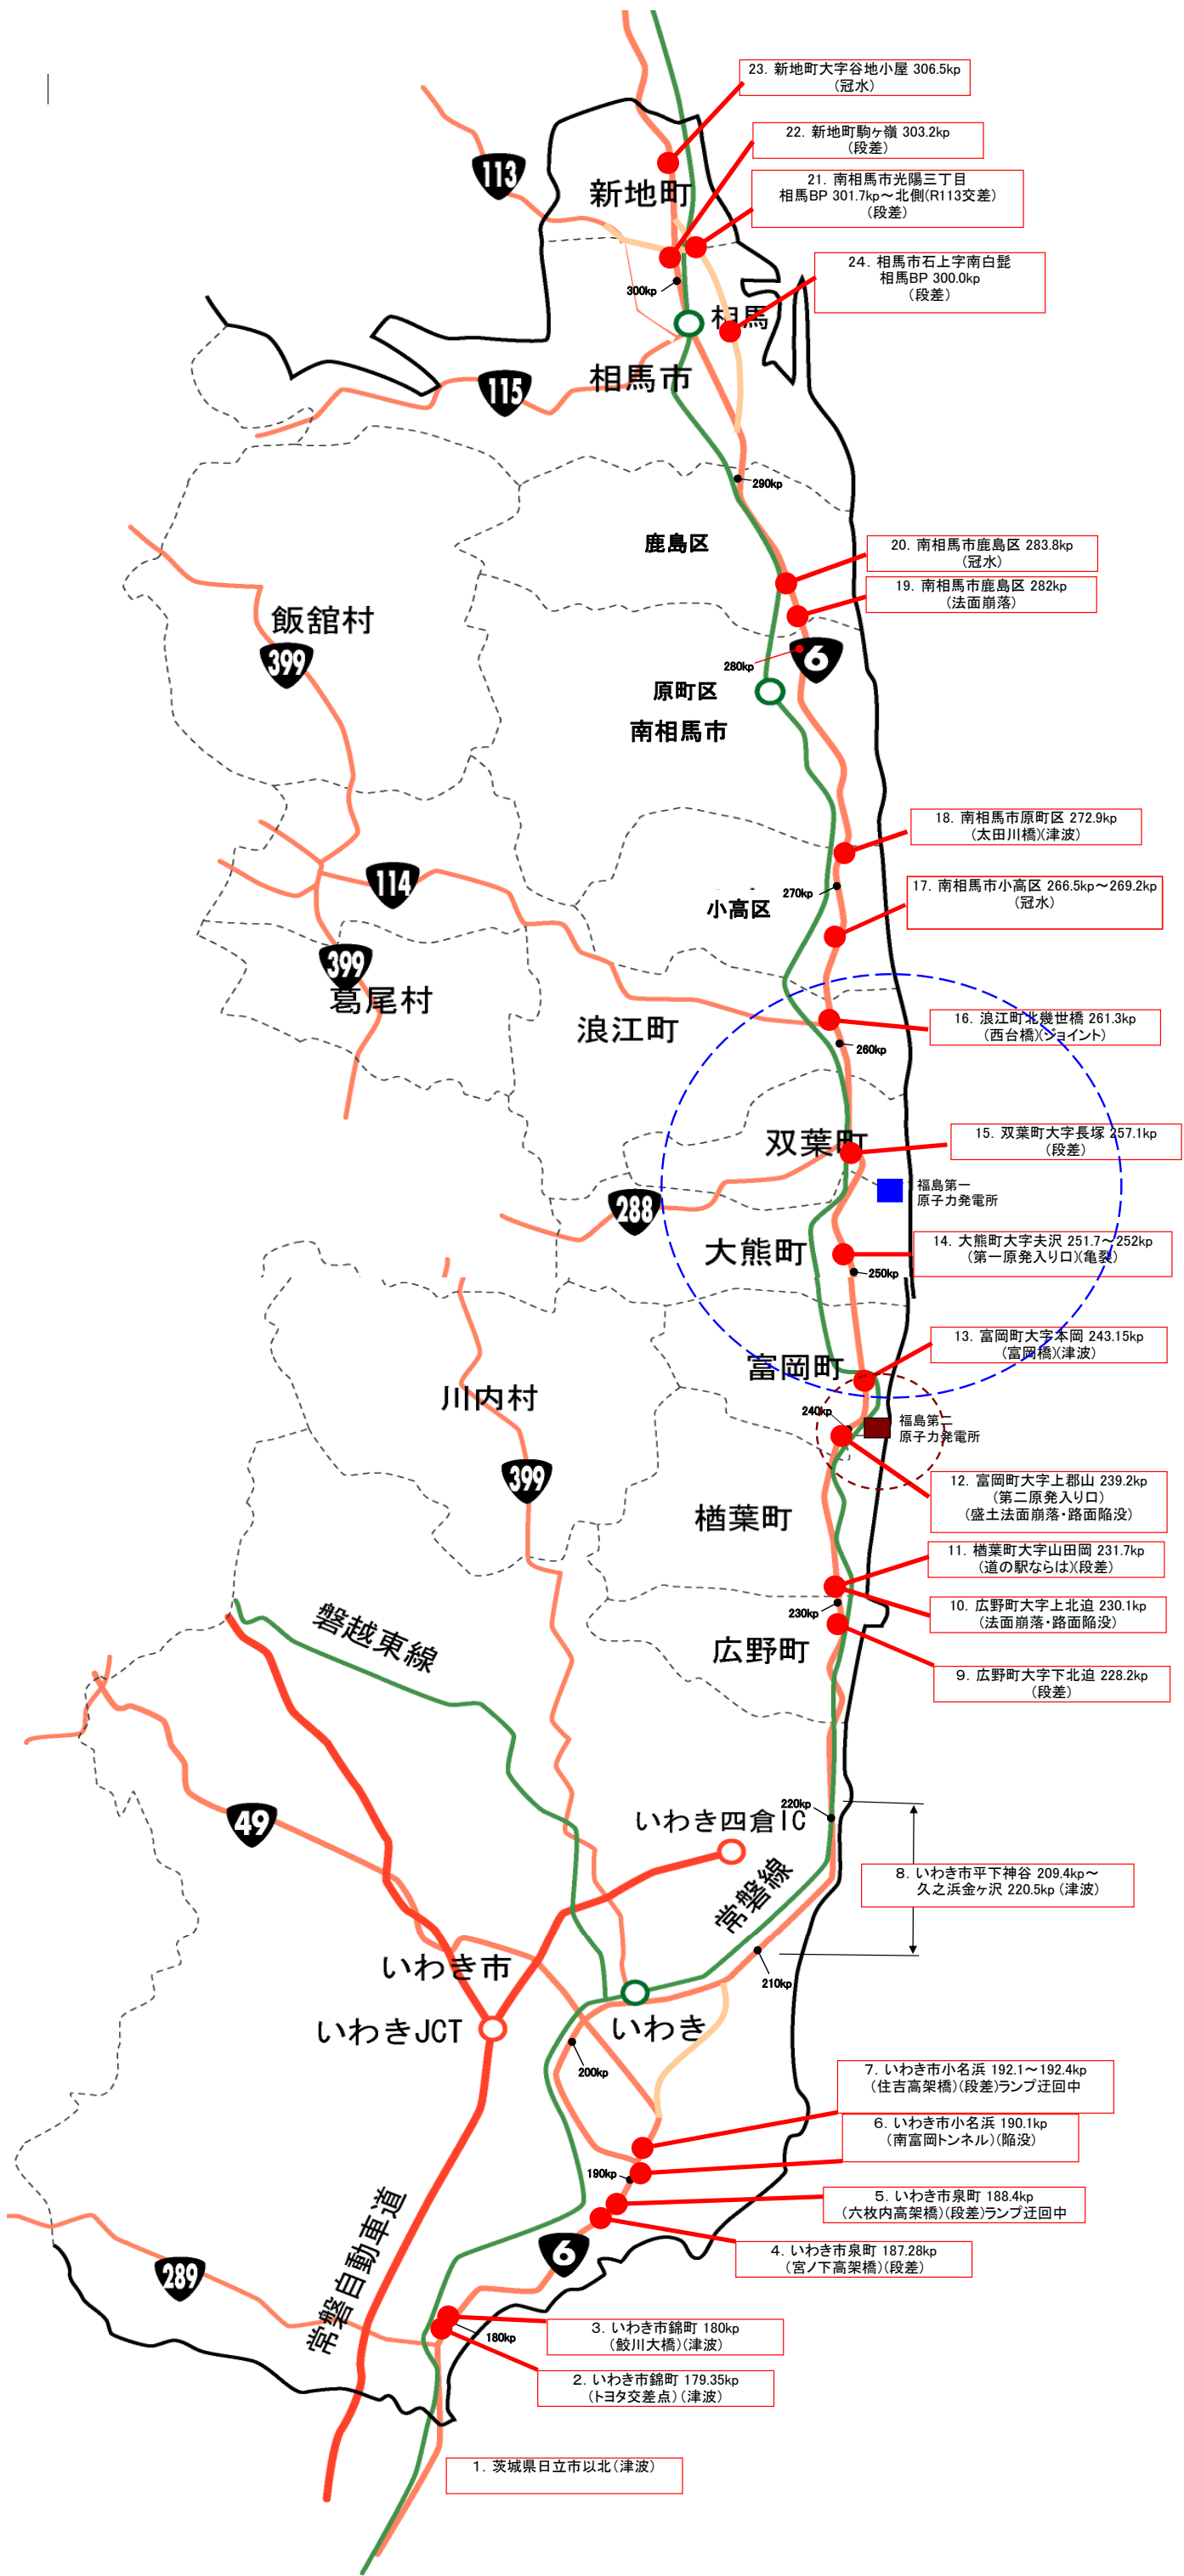 23. 新地町大字谷地小屋 306.5kp
(冠水)
22. 新地町駒ヶ嶺 303.2kp
(段差)
113
新地町
21. 南相馬市光陽三丁目
相馬BP 301.7kp～北側(R113交差)
(段差)
24. 相馬市石上字南白髭
相馬BP 300.0kp
(段差)
300kp
相馬
相馬市
115
290kp
鹿島区
20. 南相馬市鹿島区 283.8kp
(冠水)
19. 南相馬市鹿島区 282kp
(法面崩落)
飯舘村
399
280kp
6
原町区
南相馬市
18. 南相馬市原町区 272.9kp
(太田川橋)(津波)
114
270kp
小高区
17. 南相馬市小高区 266.5kp～269.2kp
(冠水)
399
葛尾村
浪江町
16. 浪江町北幾世橋 261.3kp
(西台橋)(ジョイント)
260kp
双葉町
15. 双葉町大字長塚 257.1kp
(段差)
福島第一
原子力発電所
288
大熊町
14. 大熊町大字夫沢 251.7～252kp
(第一原発入りロ)(亀裂)
250kp
13. 富岡町大字本岡 243.15kp
(富岡橋)(津波)
富岡町
川内村
240kp
福島第二
原子力発電所
399
12. 富岡町大字上郡山 239.2kp
(第二原発入りロ)
(盛土法面崩落・路面陥没)
楢葉町
11. 楢葉町大字山田岡 231.7kp
(道の駅ならは)(段差)
230kp
10. 広野町大字上北迫 230.1kp
(法面崩落・路面陥没)
磐越東線
広野町
9. 広野町大字下北迫 228.2kp
(段差)
220kp
49
いわき四倉IC
8. いわき市平下神谷 209.4kp～
久之浜金ヶ沢 220.5kp (津波)
常磐線
いわき市
210kp
いわきJCT
いわき
200kp
7. いわき市小名浜 192.1～192.4kp
(住吉高架橋)(段差)ランプ迂回中
6. いわき市小名浜 190.1kp
(南富岡トンネル)(陥没)
190kp
5. いわき市泉町 188.4kp
(六枚内高架橋)(段差)ランプ迂回中
6
4. いわき市泉町 187.28kp
(宮ノ下高架橋)(段差)
289
常磐自動車道
180kp
3. いわき市錦町 180kp
(鮫川大橋)(津波)
2. いわき市錦町 179.35kp
(トヨタ交差点)(津波)
1. 茨城県日立市以北(津波)